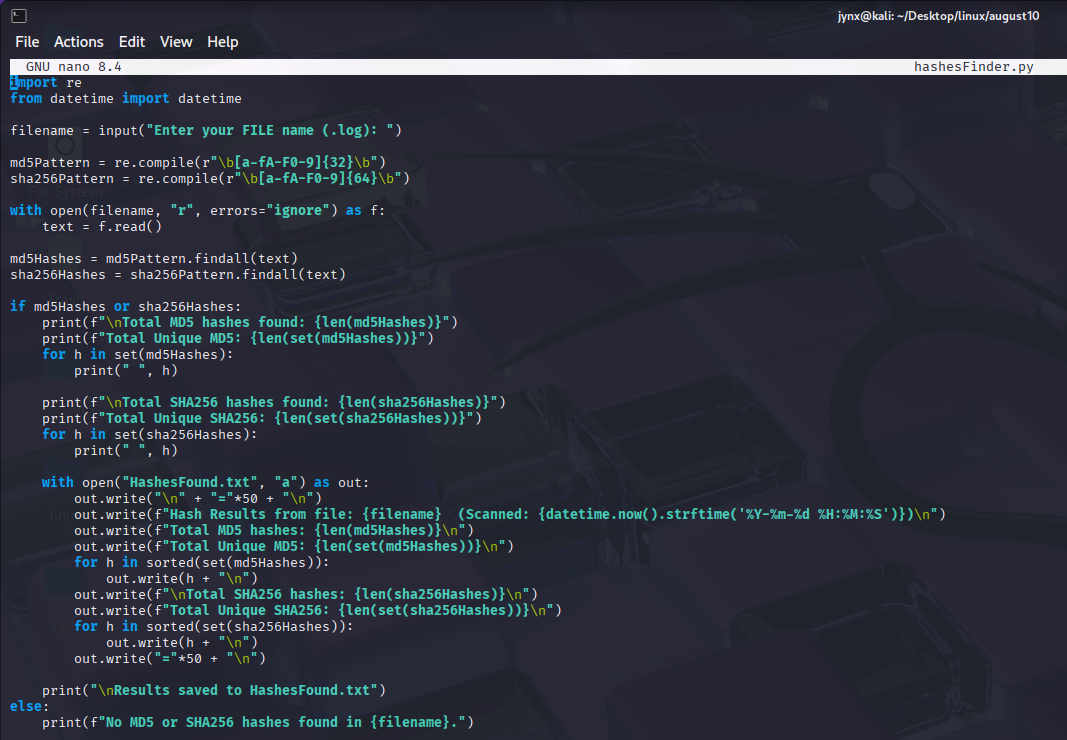 jynx@kali: ~/Desktop/linux/august10
File Actions Edit View Help
GNU nano 8.4 hashesFinder.py
import re
from datetime import datetime

filename = input("Enter your FILE name (.log): ")

md5Pattern = re.compile(r"\b[a-fA-F0-9]{32}\b")
sha256Pattern = re.compile(r"\b[a-fA-F0-9]{64}\b")

with open(filename, "r", errors="ignore") as f:
    text = f.read()

md5Hashes = md5Pattern.findall(text)
sha256Hashes = sha256Pattern.findall(text)

if md5Hashes or sha256Hashes:
    print(f"\nTotal MD5 hashes found: {len(md5Hashes)}")
    print(f"Total Unique MD5: {len(set(md5Hashes))}")
    for h in set(md5Hashes):
        print(" ", h)

    print(f"\nTotal SHA256 hashes found: {len(sha256Hashes)}")
    print(f"Total Unique SHA256: {len(set(sha256Hashes))}")
    for h in set(sha256Hashes):
        print(" ", h)

    with open("HashesFound.txt", "a") as out:
        out.write("\n" + "="*50 + "\n")
        out.write(f"Hash Results from file: {filename}  (Scanned: {datetime.now().strftime('%Y-%m-%d %H:%M:%S')})\n")
        out.write(f"Total MD5 hashes: {len(md5Hashes)}\n")
        out.write(f"Total Unique MD5: {len(set(md5Hashes))}\n")
        for h in sorted(set(md5Hashes)):
            out.write(h + "\n")
        out.write(f"\nTotal SHA256 hashes: {len(sha256Hashes)}\n")
        out.write(f"Total Unique SHA256: {len(set(sha256Hashes))}\n")
        for h in sorted(set(sha256Hashes)):
            out.write(h + "\n")
        out.write("="*50 + "\n")

    print("\nResults saved to HashesFound.txt")
else:
    print(f"No MD5 or SHA256 hashes found in {filename}.")